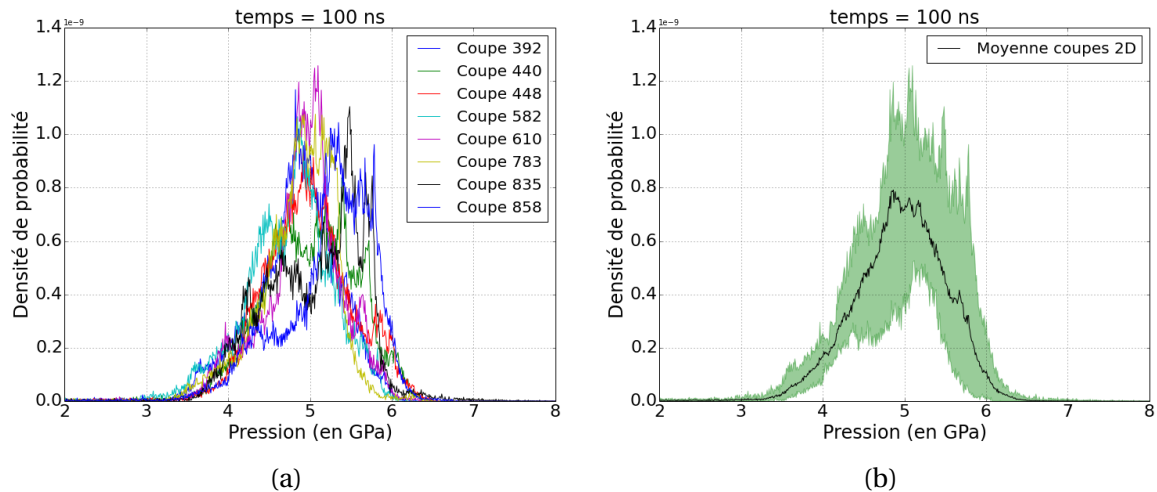 temps = 100 ns
1e−9
1.4
1.2
1.0
0.8
0.6
0.4
0.2
0.0
Densité de probabilité
2 3 4 5 6 7 8
Pression (en GPa)
Coupe 392
Coupe 440
Coupe 448
Coupe 582
Coupe 610
Coupe 783
Coupe 835
Coupe 858
(a)
temps = 100 ns
1e−9
1.4
1.2
1.0
0.8
0.6
0.4
0.2
0.0
Densité de probabilité
2 3 4 5 6 7 8
Pression (en GPa)
Moyenne coupes 2D
(b)